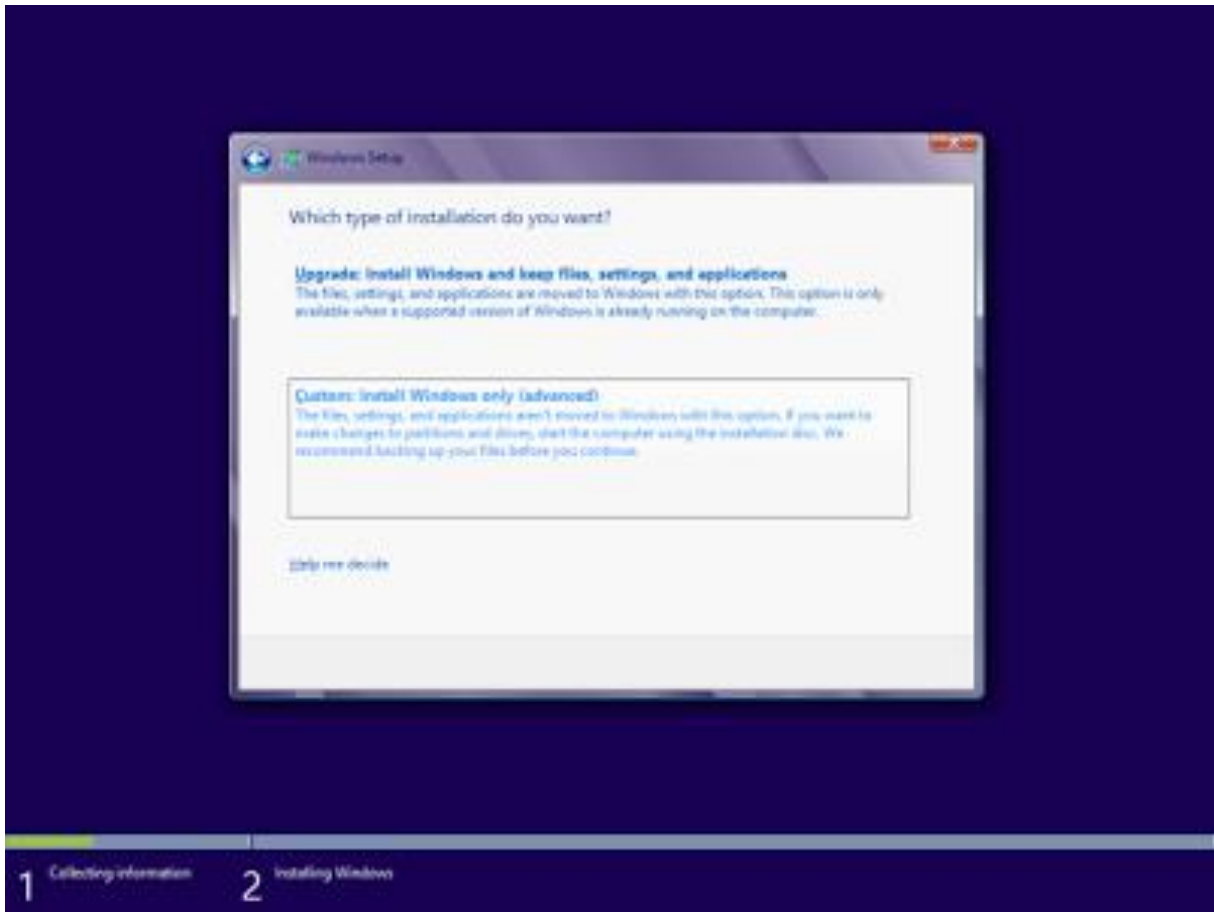 Windows Setup
Which type of installation do you want?
Upgrade: Install Windows and keep files, settings, and applications
The files, settings, and applications are moved to Windows with this option. This option is only
available when a supported version of Windows is already running on the computer.
Custom: Install Windows only (advanced)
The files, settings, and applications aren't moved to Windows with this option. If you want to
make changes to partitions and drives, start the computer using the installation disc. We
recommend backing up your files before you continue.
Help me decide
1 Collecting information
2 Installing Windows